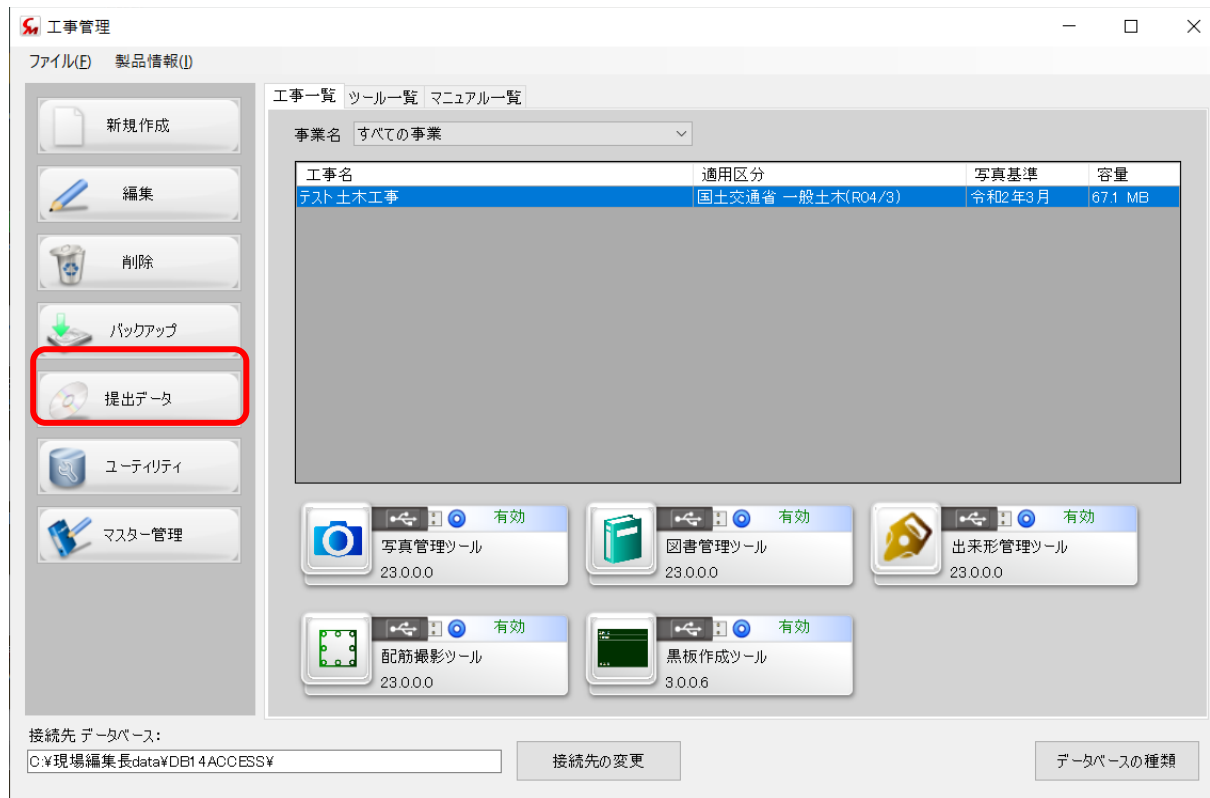 工事管理
ファイル(F) 製品情報(I)
新規作成
編集
削除
バックアップ
提出データ
ユーティリティ
マスター管理
工事一覧 ツール一覧 マニュアル一覧
事業名 すべての事業
工事名 適用区分 写真基準 容量
テスト土木工事 国土交通省 一般土木(R04/3) 令和2年3月 67.1 MB
有効
写真管理ツール
23.0.0.0
有効
図書管理ツール
23.0.0.0
有効
出来形管理ツール
23.0.0.0
有効
配筋撮影ツール
23.0.0.0
有効
黒板作成ツール
3.0.0.6
接続先 データベース:
C:¥現場編集長data¥DB14ACCESS¥ 接続先の変更 データベースの種類